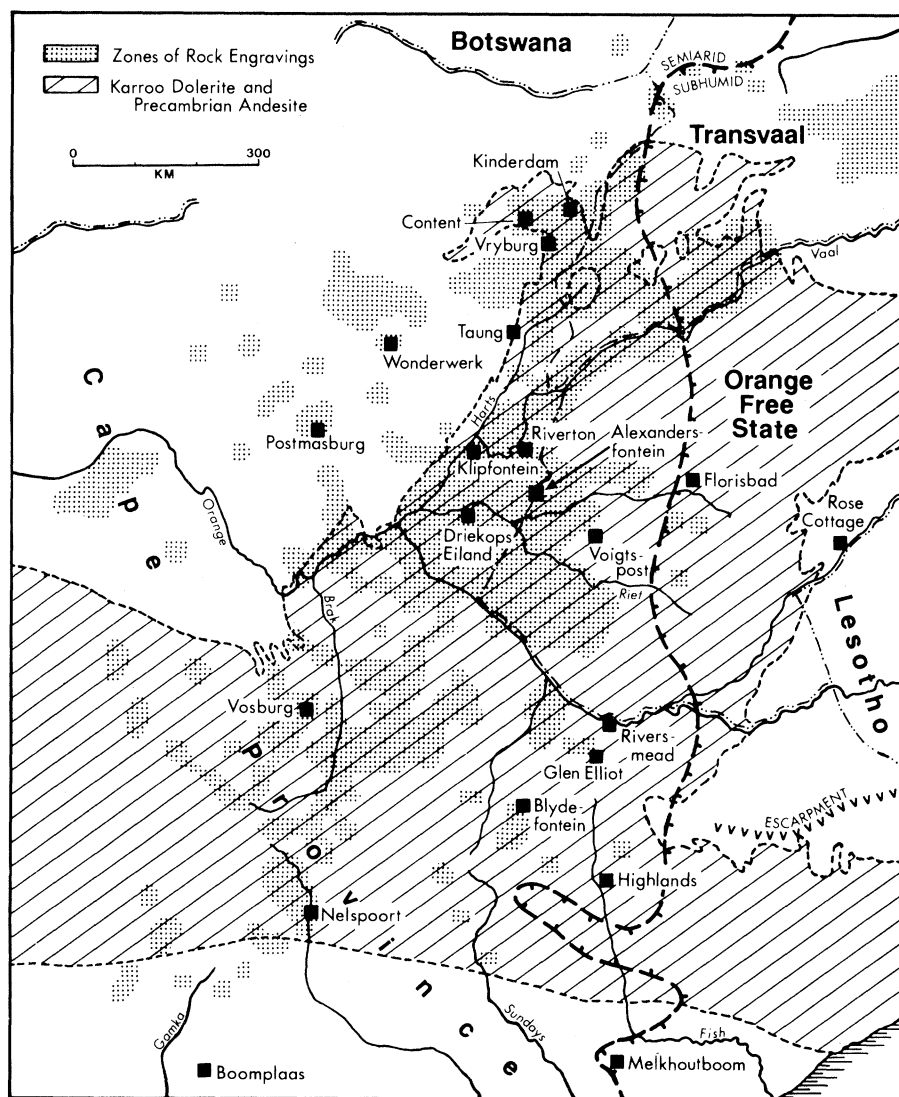 Zones of Rock Engravings
Karroo Dolerite and
Precambrian Andesite
0 300
KM
Botswana
SEMIARID
SUBHUMID
Transvaal
Kinderdam
Content
Vryburg
Vaal
Taung
Wonderwerk
Orange
Free
State
Harts
Postmasburg
Riverton
Alexanders-
fontein
Klipfontein
Florisbad
Rose
Cottage
Orange
Driekops
Eiland
Voigts-
post
Riet
Brak
Lesotho
Vosburg
Rivers-
mead
Glen Elliot
Blyde-
fontein
ESCARPMENT
Highlands
Nelspoort
Cape Province
Gamka
Sundays
Fish
Boomplaas
Melkhoutboom